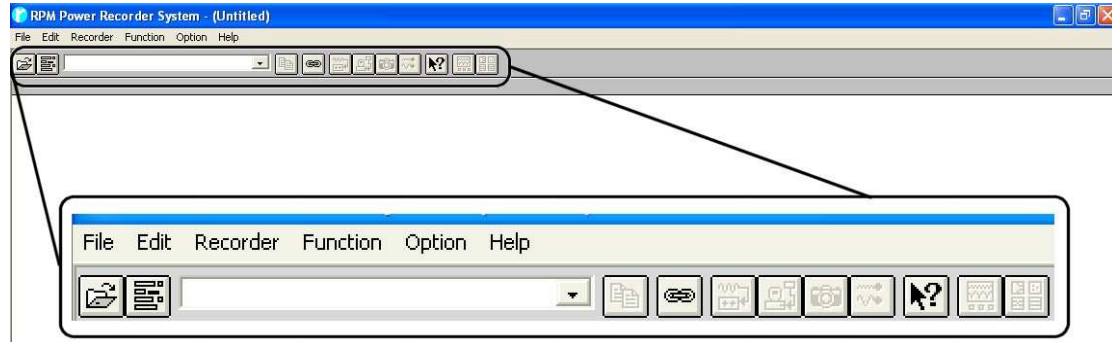 RPM Power Recorder System - (Untitled)
File Edit Recorder Function Option Help
File Edit Recorder Function Option Help